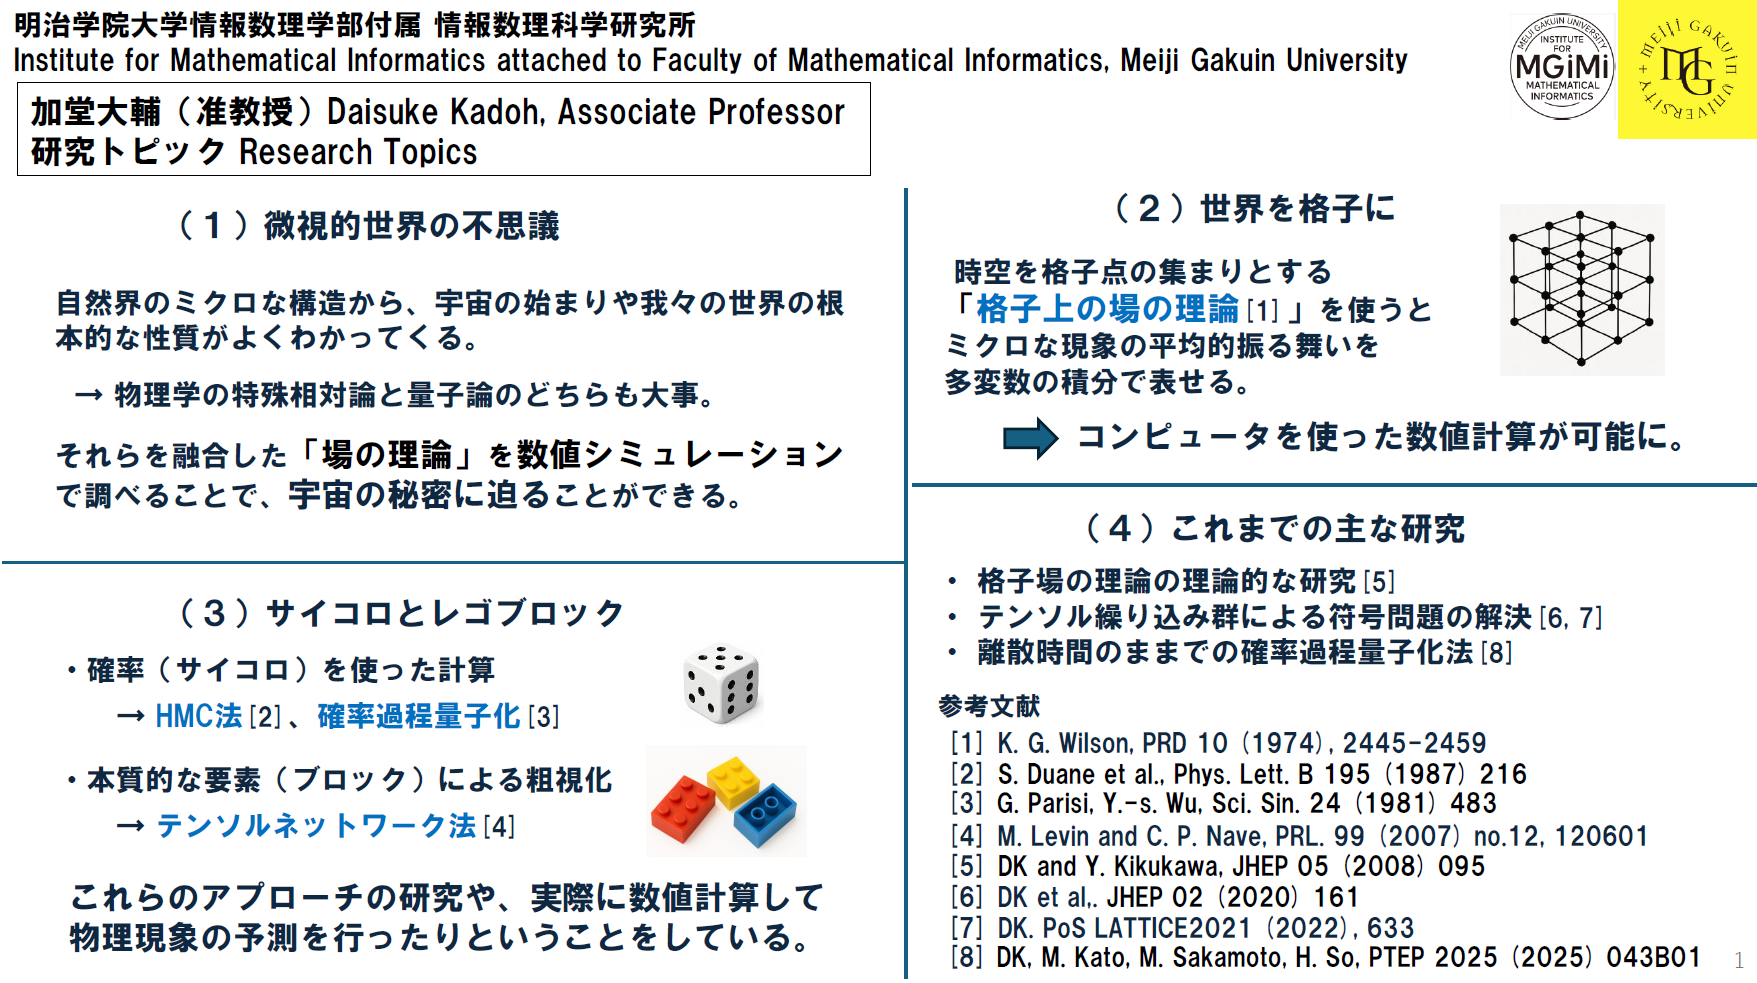 明治学院大学情報数理学部付属 情報数理科学研究所
Institute for Mathematical Informatics attached to Faculty of Mathematical Informatics, Meiji Gakuin University
MEIJI GAKUIN UNIVERSITY
INSTITUTE
FOR
MGiMi
MATHEMATICAL
INFORMATICS
MEIJI GAKUIN UNIVERSITY
MG
加堂大輔（准教授）Daisuke Kadoh, Associate Professor
研究トピック Research Topics
（１）微視的世界の不思議
自然界のミクロな構造から、宇宙の始まりや我々の世界の根
本的な性質がよくわかってくる。
→ 物理学の特殊相対論と量子論のどちらも大事。
それらを融合した「場の理論」を数値シミュレーション
で調べることで、宇宙の秘密に迫ることができる。
（２）世界を格子に
時空を格子点の集まりとする
「格子上の場の理論[1]」を使うと
ミクロな現象の平均的振る舞いを
多変数の積分で表せる。
コンピュータを使った数値計算が可能に。
（３）サイコロとレゴブロック
・確率（サイコロ）を使った計算
→ HMC法[2]、確率過程量子化[3]
・本質的な要素（ブロック）による粗視化
→ テンソルネットワーク法[4]
これらのアプローチの研究や、実際に数値計算して
物理現象の予測を行ったりということをしている。
（４）これまでの主な研究
• 格子場の理論の理論的な研究[5]
• テンソル繰り込み群による符号問題の解決[6, 7]
• 離散時間のままでの確率過程量子化法[8]
参考文献
[1] K. G. Wilson, PRD 10 (1974), 2445-2459
[2] S. Duane et al., Phys. Lett. B 195 (1987) 216
[3] G. Parisi, Y.-s. Wu, Sci. Sin. 24 (1981) 483
[4] M. Levin and C. P. Nave, PRL. 99 (2007) no.12, 120601
[5] DK and Y. Kikukawa, JHEP 05 (2008) 095
[6] DK et al,. JHEP 02 (2020) 161
[7] DK. PoS LATTICE2021 (2022), 633
[8] DK, M. Kato, M. Sakamoto, H. So, PTEP 2025 (2025) 043B01
1